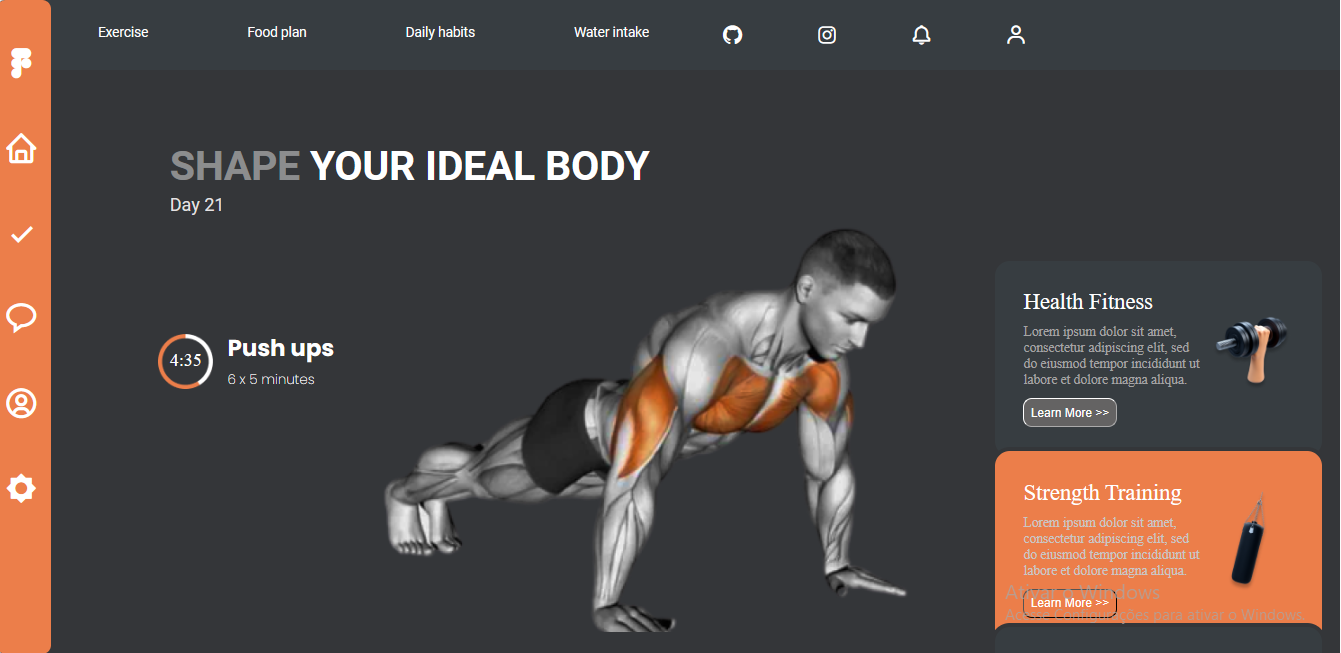 Exercise
Food plan
Daily habits
Water intake
SHAPE YOUR IDEAL BODY
Day 21
4:35
Push ups
6 x 5 minutes
Health Fitness
Lorem ipsum dolor sit amet,
consectetur adipiscing elit, sed
do eiusmod tempor incididunt ut
labore et dolore magna aliqua.
Learn More >>
Strength Training
Lorem ipsum dolor sit amet,
consectetur adipiscing elit, sed
do eiusmod tempor incididunt ut
labore et dolore magna aliqua.
Ativar o Windows
Learn More >>
Acesse Configurações para ativar o Windows.